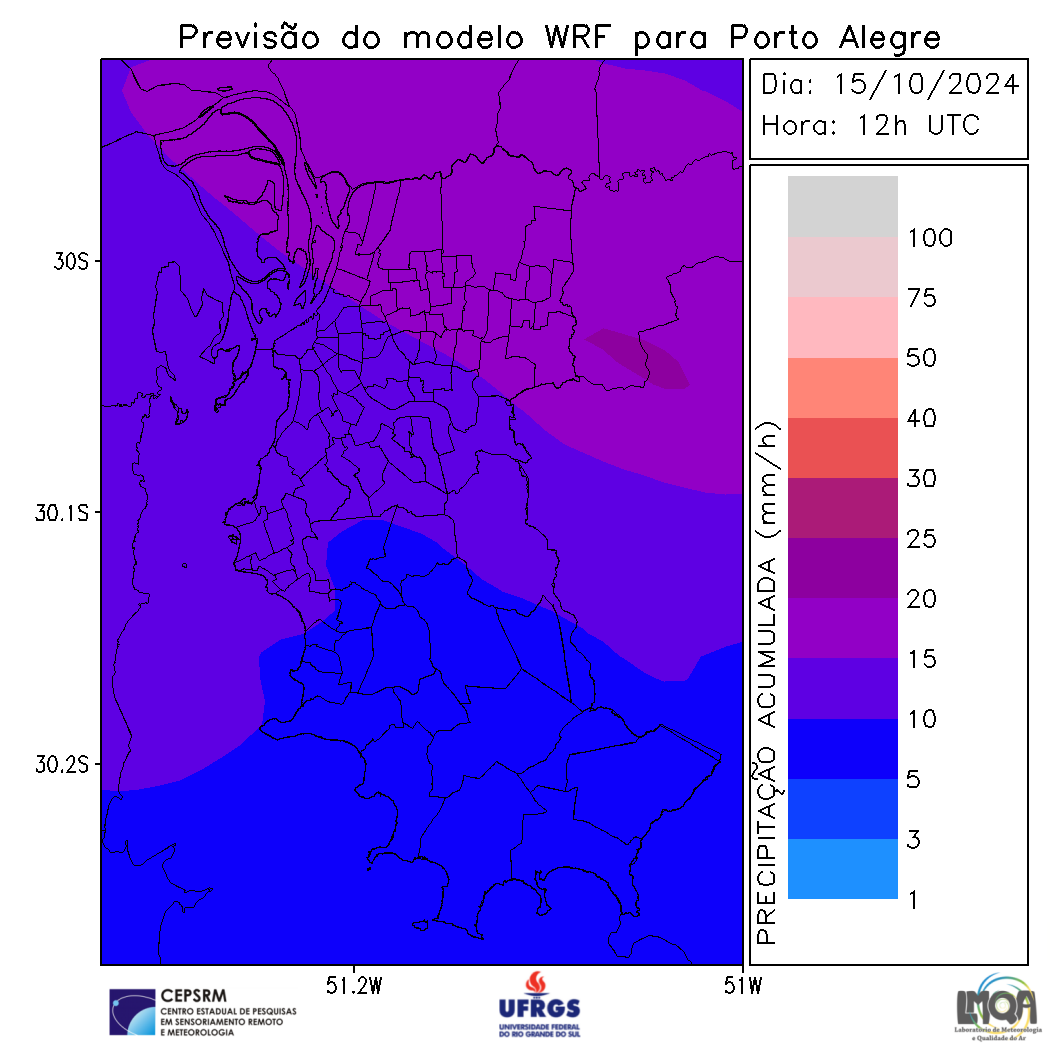 Previsão do modelo WRF para Porto Alegre
Dia: 15/10/2024
Hora: 12h UTC
30S
30.1S
30.2S
51.2W
51W
PRECIPITAÇÃO ACUMULADA (mm/h)
100
75
50
40
30
25
20
15
10
5
3
1
CEPSRM
CENTRO ESTADUAL DE PESQUISAS
EM SENSORIAMENTO REMOTO
E METEOROLOGIA
UFRGS
UNIVERSIDADE FEDERAL
DO RIO GRANDE DO SUL
LMQA
Laboratório de Meteorologia
e Qualidade do Ar